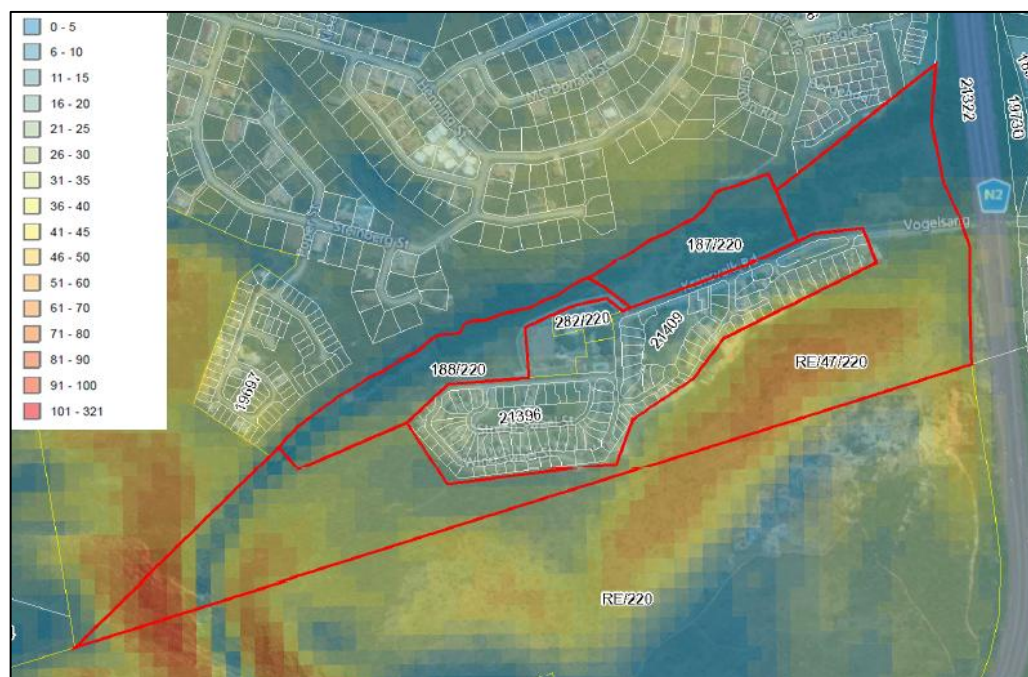 0 - 5
6 - 10
11 - 15
16 - 20
21 - 25
26 - 30
31 - 35
36 - 40
41 - 45
46 - 50
51 - 60
61 - 70
71 - 80
81 - 90
91 - 100
101 - 321
Steinberg St
21322
19730
N2
Vogelsang
187/220
282/220
21409
188/220
RE/47/220
19697
21396
RE/220